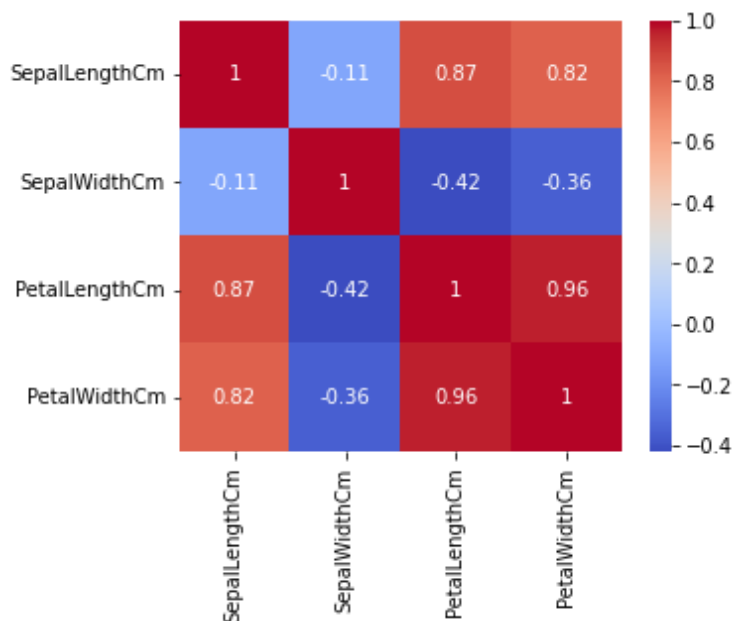 SepalLengthCm 1 -0.11 0.87 0.82
SepalWidthCm -0.11 1 -0.42 -0.36
PetalLengthCm 0.87 -0.42 1 0.96
PetalWidthCm 0.82 -0.36 0.96 1
SepalLengthCm
SepalWidthCm
PetalLengthCm
PetalWidthCm
1.0
0.8
0.6
0.4
0.2
0.0
−0.2
−0.4